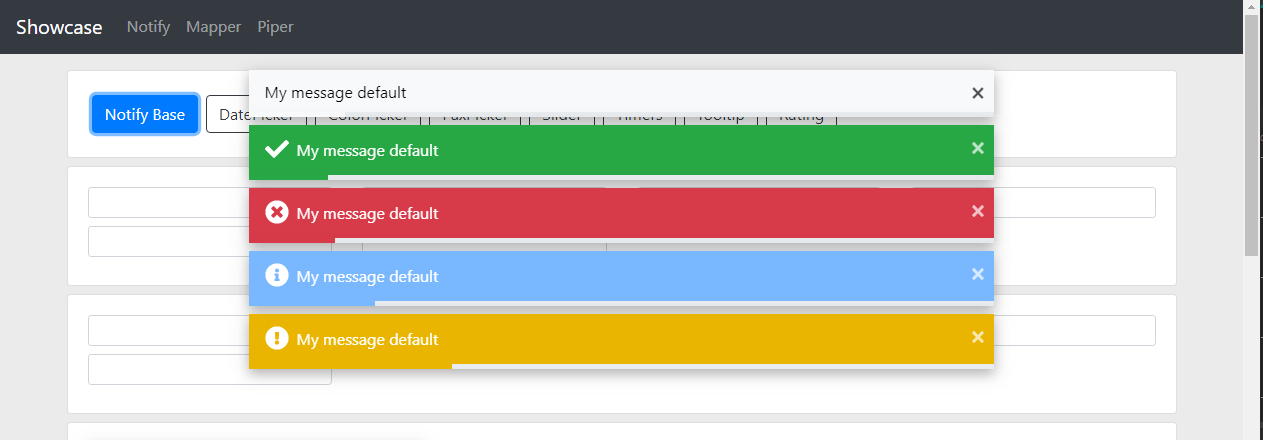 Showcase Notify Mapper Piper
My message default
Notify Base DatePicker ColorPicker Slider Timers Tooltip Rating
My message default
My message default
My message default
My message default